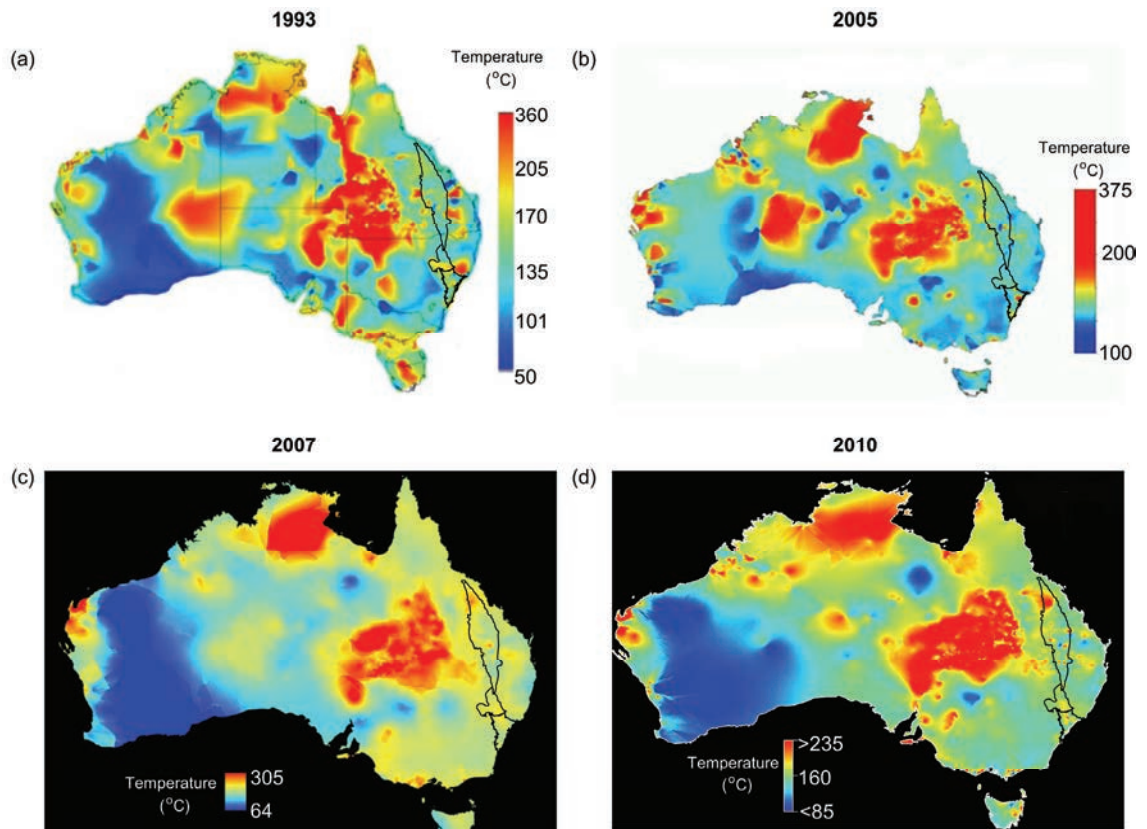 1993
(a)
Temperature
(°C)
360
205
170
135
101
50
2005
(b)
Temperature
(°C)
375
200
100
2007
(c)
Temperature
(°C)
305
64
2010
(d)
Temperature
(°C)
>235
160
<85